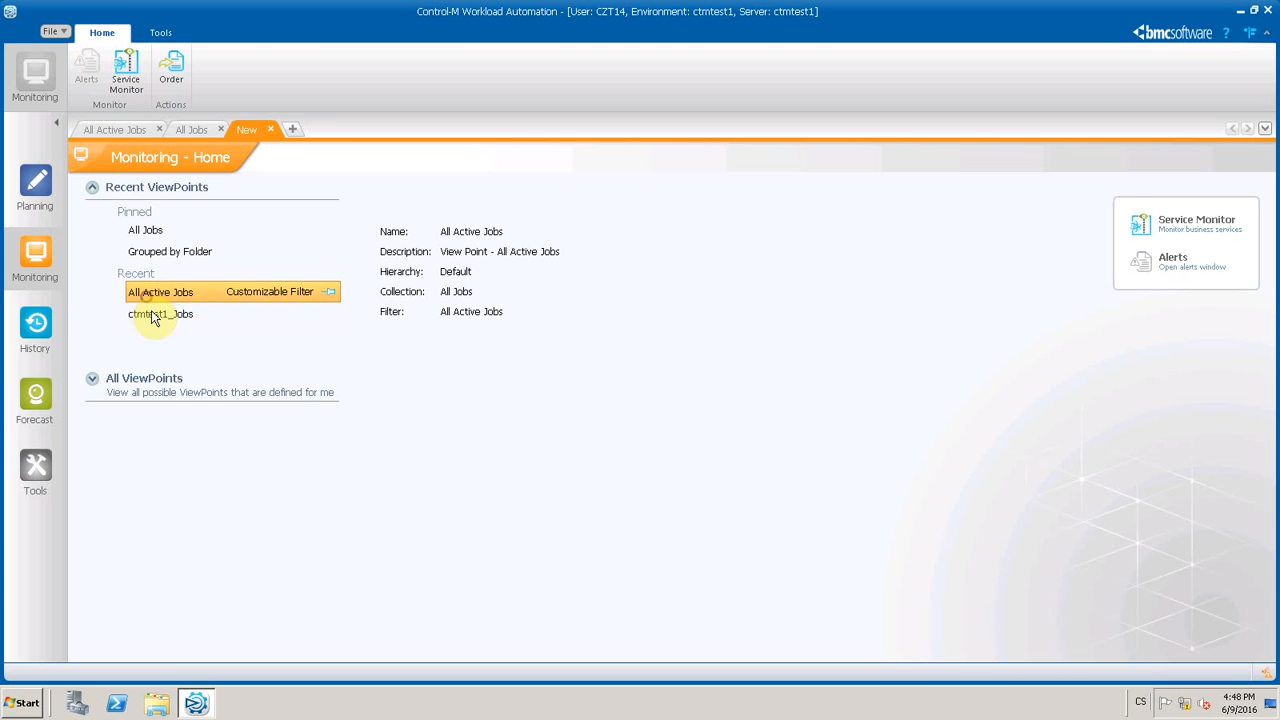 Control-M Workload Automation - [User: CZT14, Environment: ctmtest1, Server: ctmtest1]
File Home Tools
bmcsoftware ?
Monitoring
Alerts
Service Monitor
Order
Monitor Actions
All Active Jobs All Jobs New
Monitoring - Home
Planning
Monitoring
History
Forecast
Tools
Recent ViewPoints
Pinned
All Jobs
Grouped by Folder
Recent
All Active Jobs Customizable Filter
ctmtest1_Jobs
All ViewPoints
View all possible ViewPoints that are defined for me
Name: All Active Jobs
Description: View Point - All Active Jobs
Hierarchy: Default
Collection: All Jobs
Filter: All Active Jobs
Service Monitor
Monitor business services
Alerts
Open alerts window
Start
CS
4:48 PM
6/9/2016